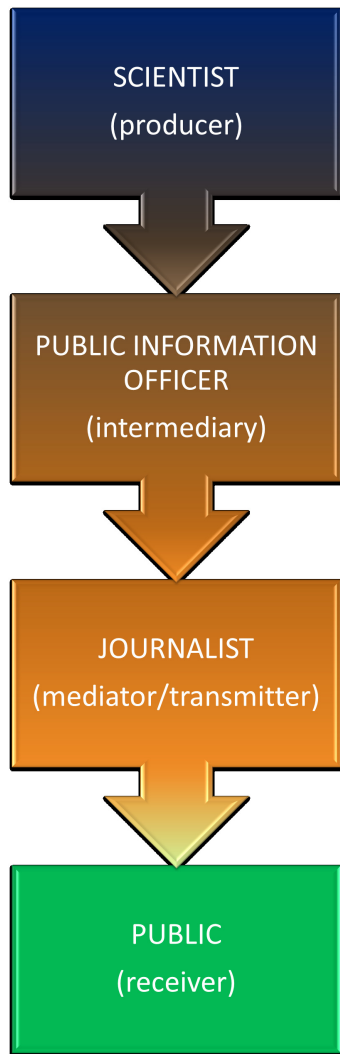 SCIENTIST
(producer)
PUBLIC INFORMATION
OFFICER
(intermediary)
JOURNALIST
(mediator/transmitter)
PUBLIC
(receiver)